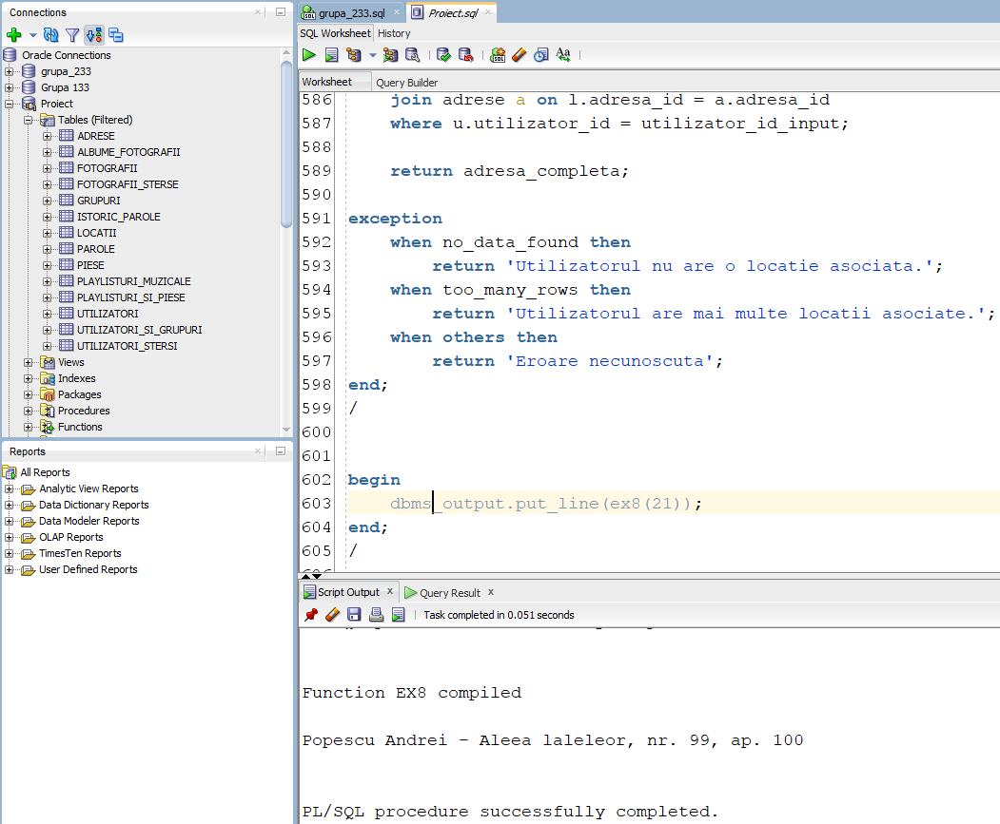 Connections
Oracle Connections
grupa_233
Grupa 133
Proiect
Tables (Filtered)
ADRESE
ALBUME_FOTOGRAFII
FOTOGRAFII
FOTOGRAFII_STERSE
GRUPURI
ISTORIC_PAROLE
LOCATII
PAROLE
PIESE
PLAYLISTURI_MUZICALE
PLAYLISTURI_SI_PIESE
UTILIZATORI
UTILIZATORI_SI_GRUPURI
UTILIZATORI_STERSI
Views
Indexes
Packages
Procedures
Functions
Reports
All Reports
Analytic View Reports
Data Dictionary Reports
Data Modeler Reports
OLAP Reports
TimesTen Reports
User Defined Reports
grupa_233.sql
Proiect.sql
SQL Worksheet History
Worksheet Query Builder
586 join adrese a on l.adresa_id = a.adresa_id
587 where u.utilizator_id = utilizator_id_input;
588
589 return adresa_completa;
590
591 exception
592 when no_data_found then
593 return 'Utilizatorul nu are o locatie asociata.';
594 when too_many_rows then
595 return 'Utilizatorul are mai multe locatii asociate.';
596 when others then
597 return 'Eroare necunoscuta';
598 end;
599 /
600
601
602 begin
603 dbms_output.put_line(ex8(21));
604 end;
605 /
Script Output Query Result
Task completed in 0.051 seconds
Function EX8 compiled
Popescu Andrei - Aleea laleleor, nr. 99, ap. 100
PL/SQL procedure successfully completed.